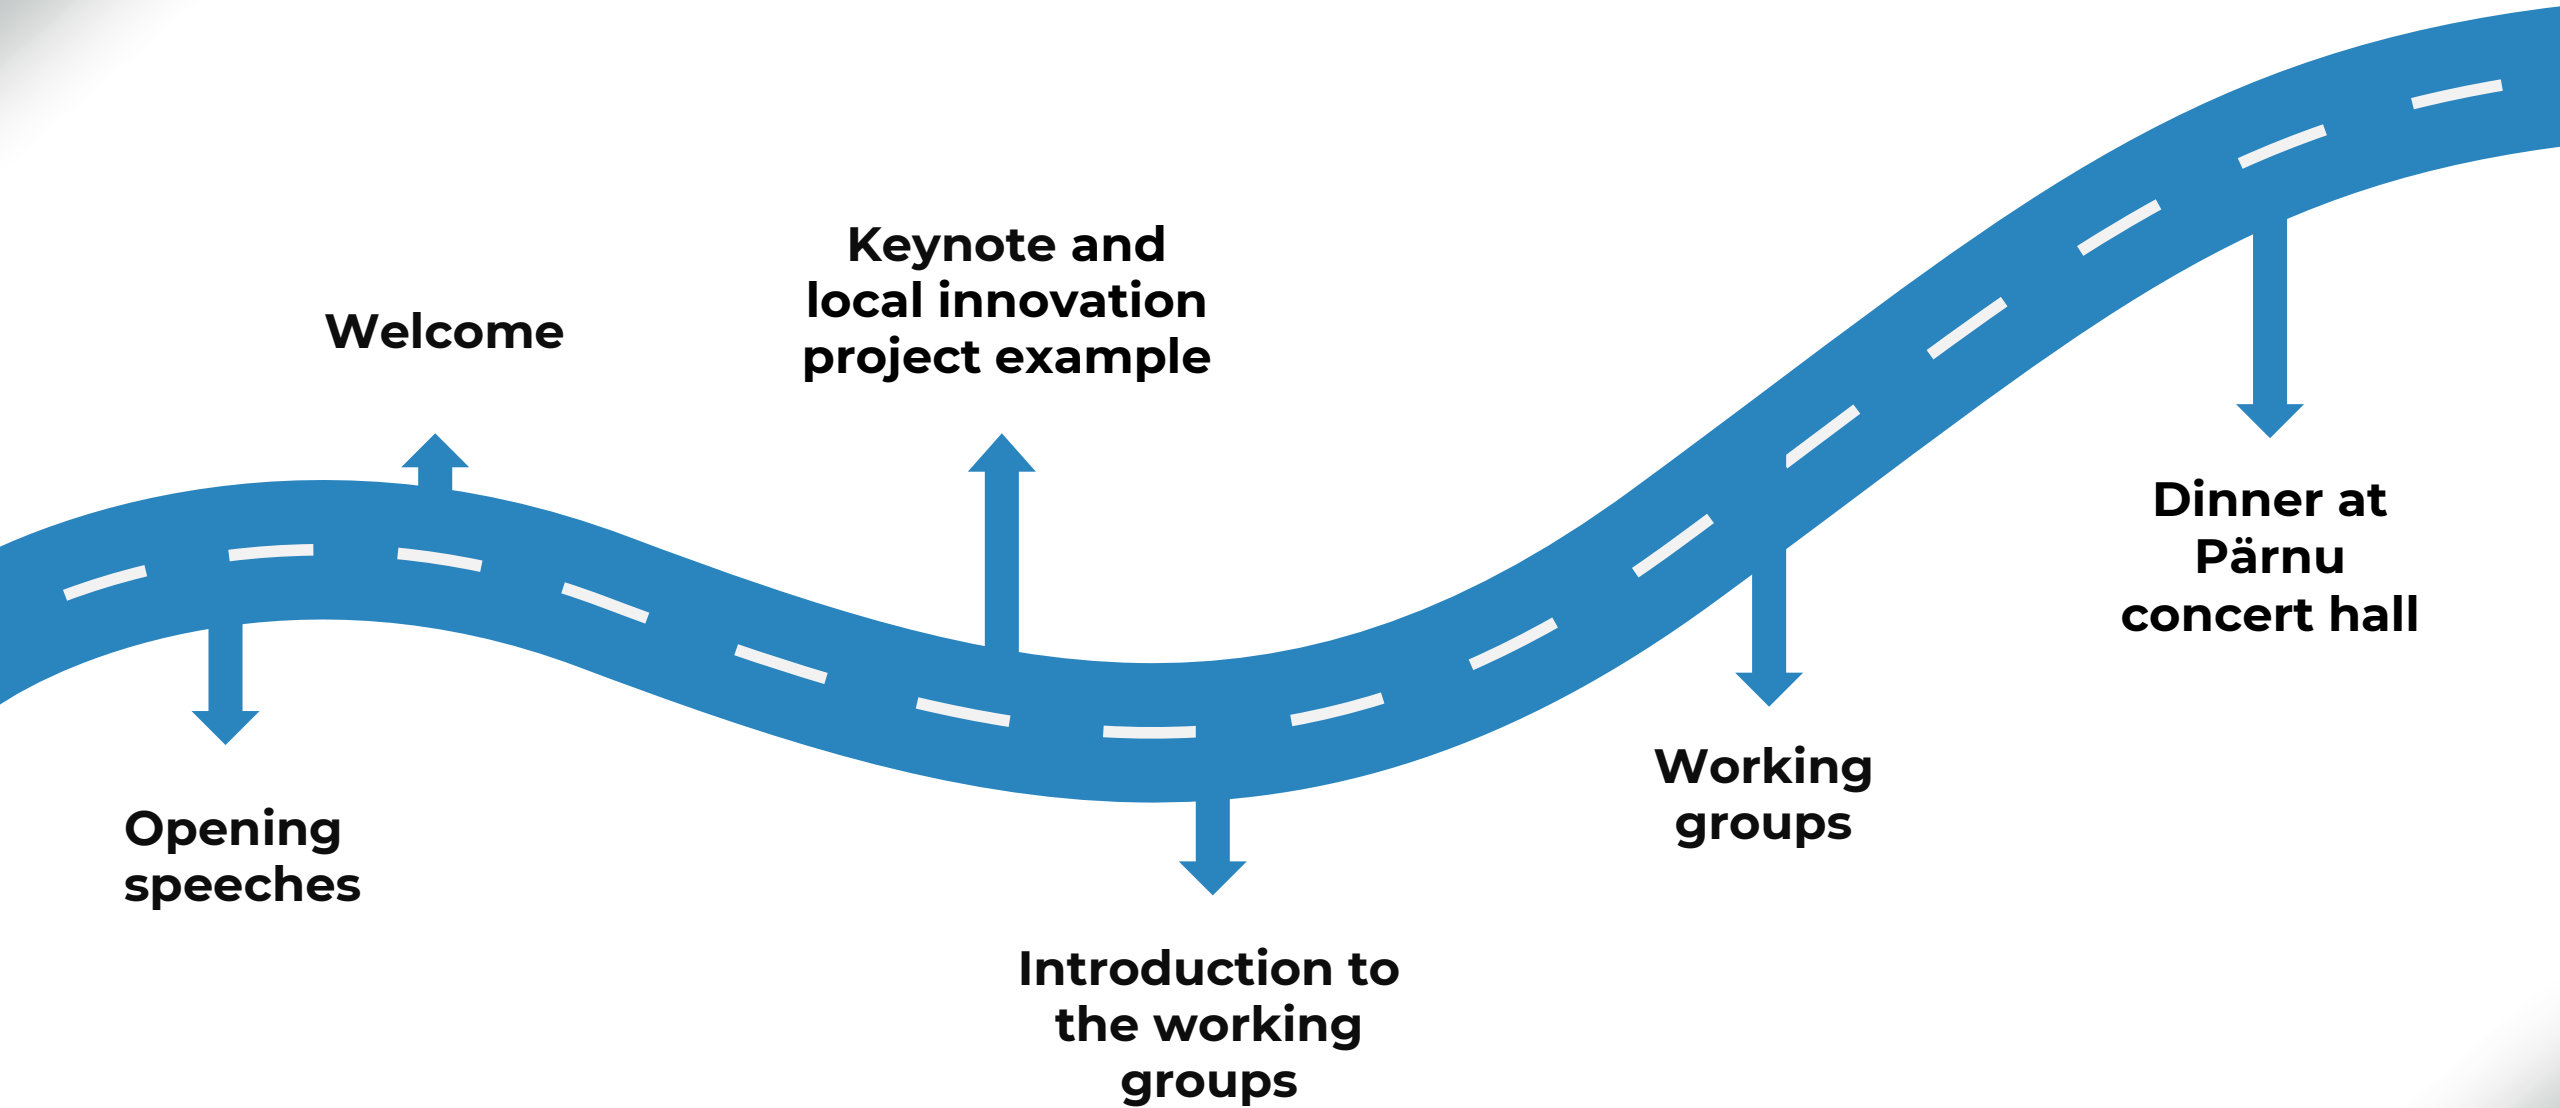 Opening
speeches
Welcome
Keynote and
local innovation
project example
Introduction to
the working
groups
Working
groups
Dinner at
Pärnu
concert hall